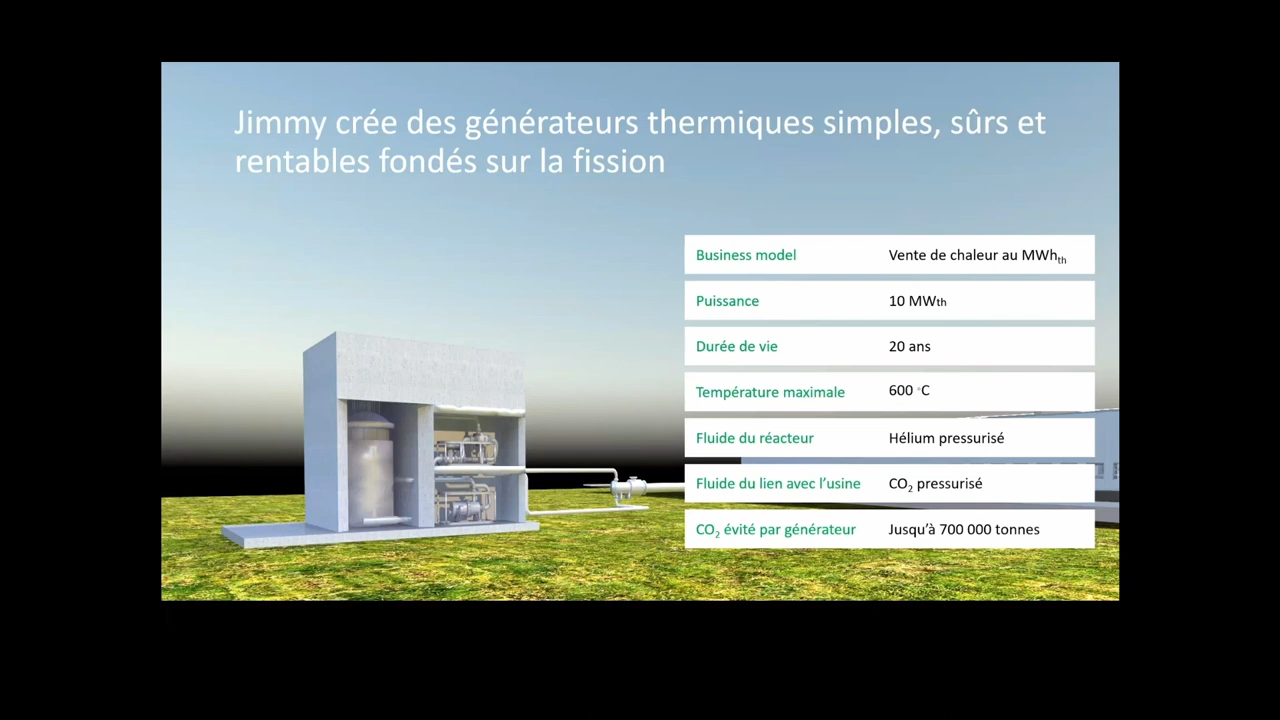 Jimmy crée des générateurs thermiques simples, sûrs et
rentables fondés sur la fission
Business model Vente de chaleur au MWhth
Puissance 10 MWth
Durée de vie 20 ans
Température maximale 600 °C
Fluide du réacteur Hélium pressurisé
Fluide du lien avec l’usine CO2 pressurisé
CO2 évité par générateur Jusqu’à 700 000 tonnes